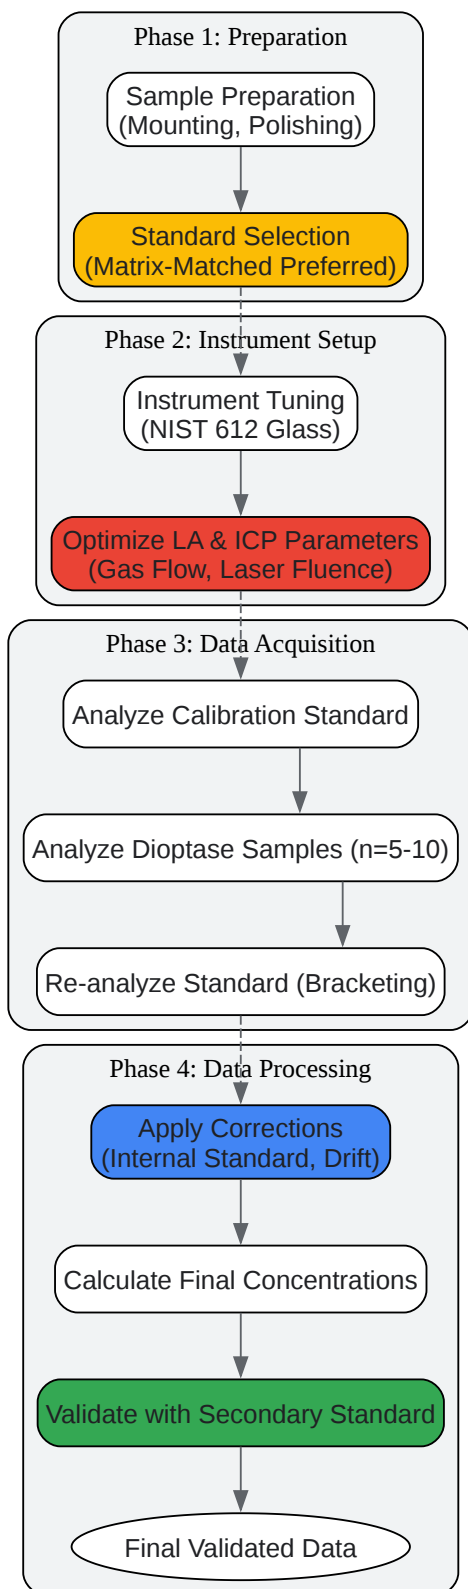 Phase 1: Preparation
Sample Preparation
(Mounting, Polishing)
Standard Selection
(Matrix-Matched Preferred)
Phase 2: Instrument Setup
Instrument Tuning
(NIST 612 Glass)
Optimize LA & ICP Parameters
(Gas Flow, Laser Fluence)
Phase 3: Data Acquisition
Analyze Calibration Standard
Analyze Dioptase Samples (n=5-10)
Re-analyze Standard (Bracketing)
Phase 4: Data Processing
Apply Corrections
(Internal Standard, Drift)
Calculate Final Concentrations
Validate with Secondary Standard
Final Validated Data